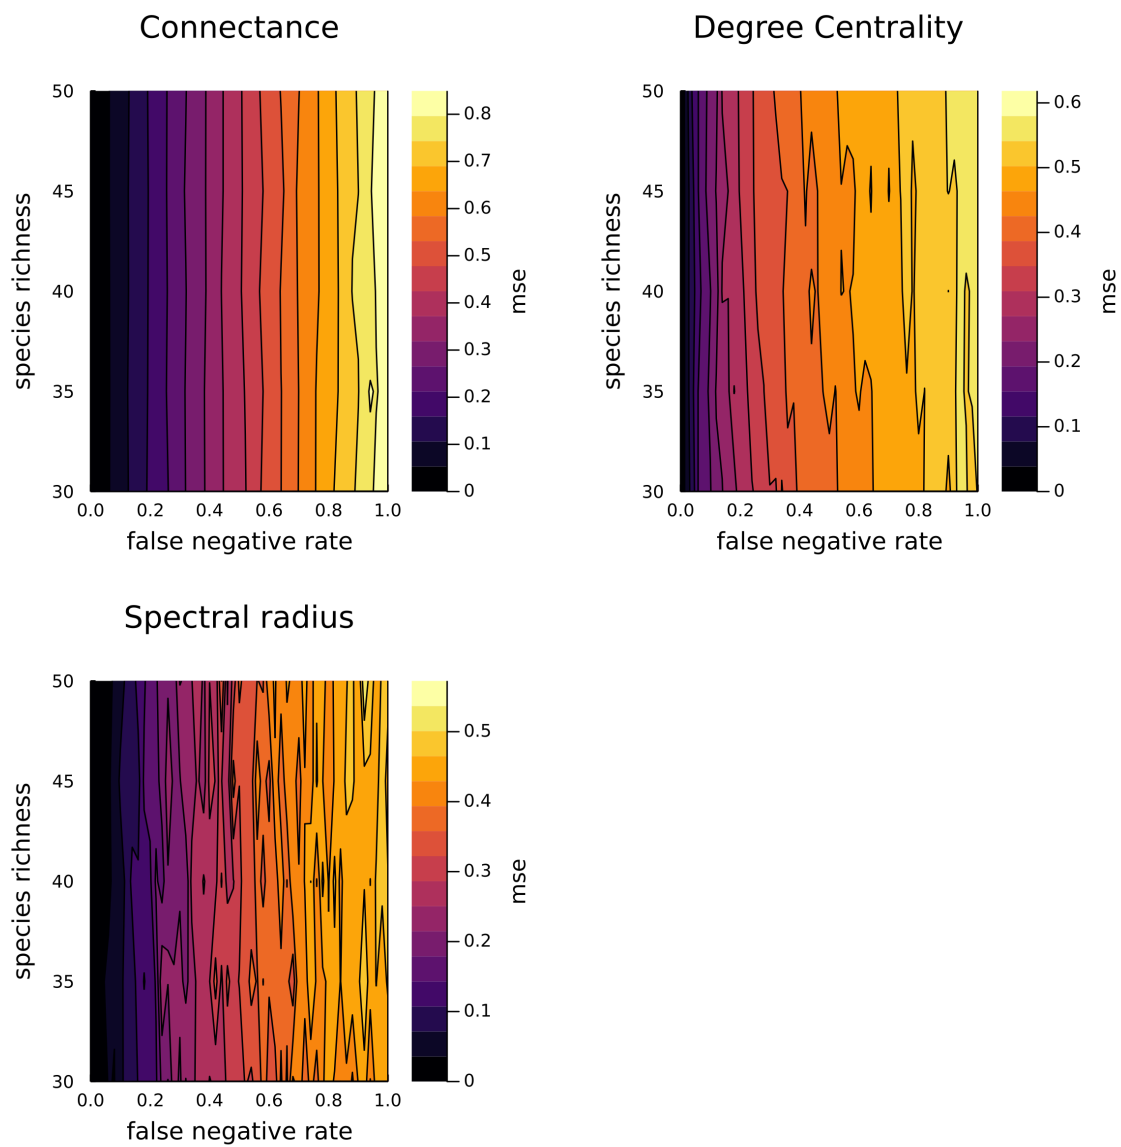 Connectance
50
45
40
35
30
0.0 0.2 0.4 0.6 0.8 1.0
species richness
false negative rate
0.8
0.7
0.6
0.5
0.4
0.3
0.2
0.1
0
mse
Degree Centrality
50
45
40
35
30
0.0 0.2 0.4 0.6 0.8 1.0
species richness
false negative rate
0.6
0.5
0.4
0.3
0.2
0.1
0
mse
Spectral radius
50
45
40
35
30
0.0 0.2 0.4 0.6 0.8 1.0
species richness
false negative rate
0.5
0.4
0.3
0.2
0.1
0
mse